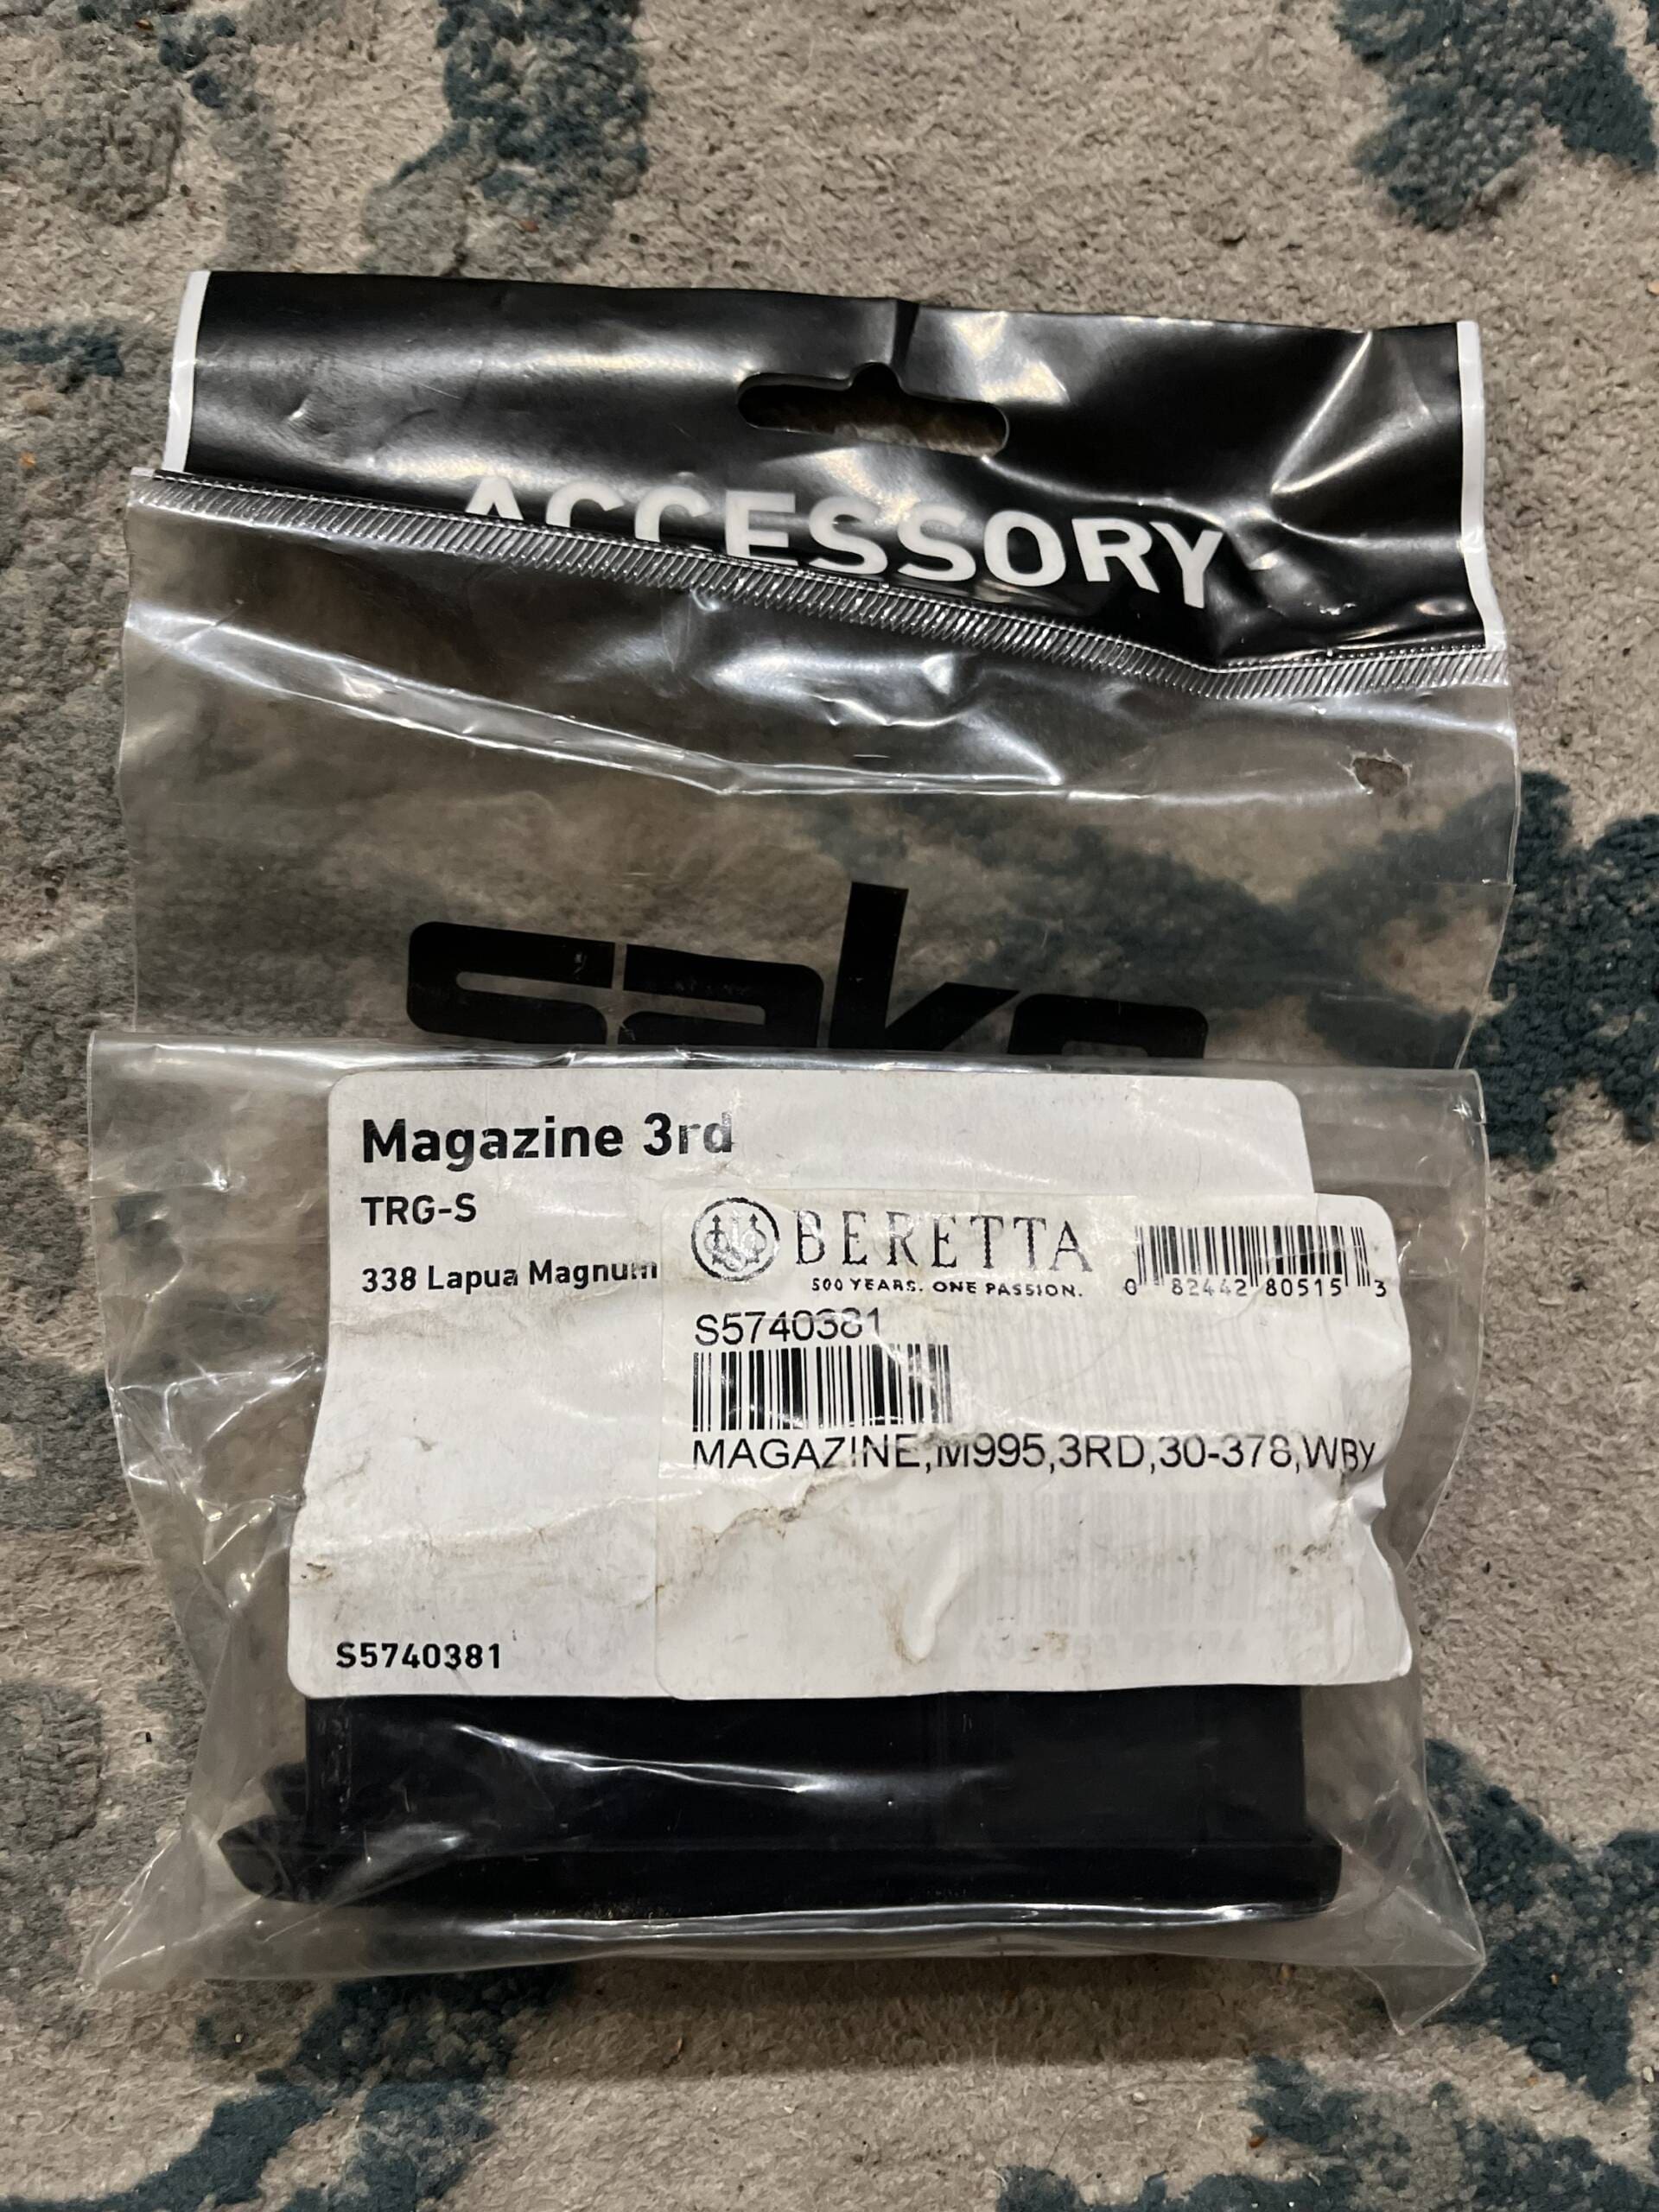 ACCESSORY
sako
Magazine 3rd
TRG-S
338 Lapua Magnum
BERETTA
500 YEARS. ONE PASSION.
0 82442 80515 3
S5740381
MAGAZINE,M995,3RD,30-378,WBY
S5740381